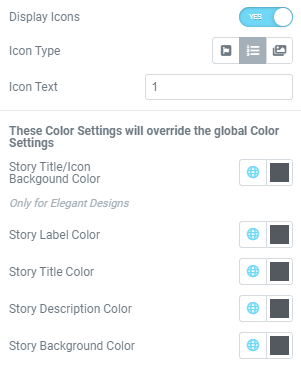 Display Icons
YES
Icon Type
Icon Text
1
These Color Settings will override the global Color
Settings
Story Title/Icon
Backgound Color
Only for Elegant Designs
Story Label Color
Story Title Color
Story Description Color
Story Background Color